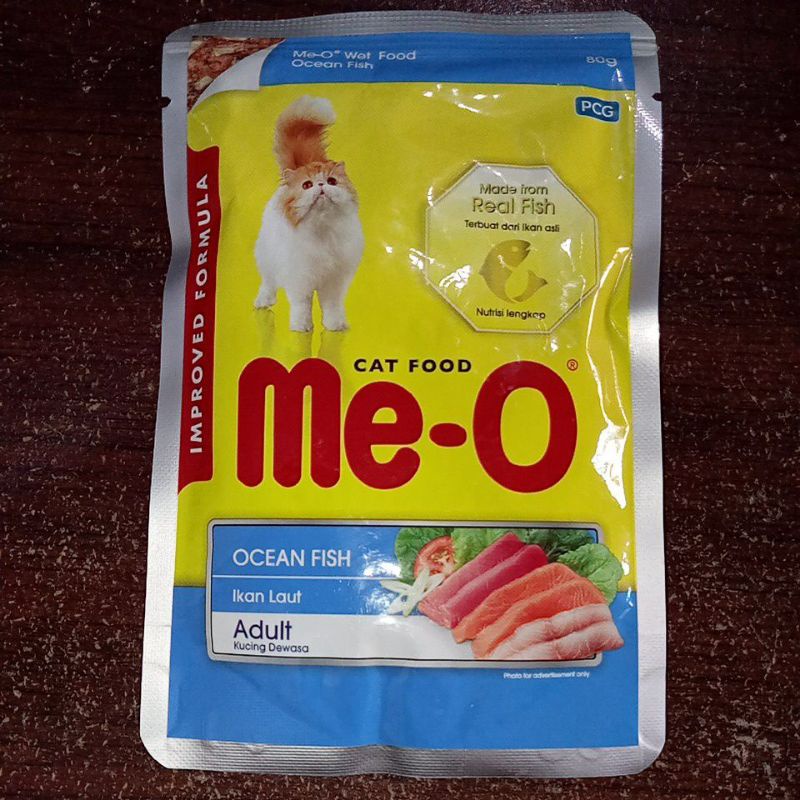 Me-O® Wet Food
Ocean Fish
80g
PCG
IMPROVED FORMULA
Made from
Real Fish
Terbuat dari ikan asli
Nutrisi lengkap
CAT FOOD
Me-O®
OCEAN FISH
Ikan Laut
Adult
Kucing Dewasa
Photo for advertisement only